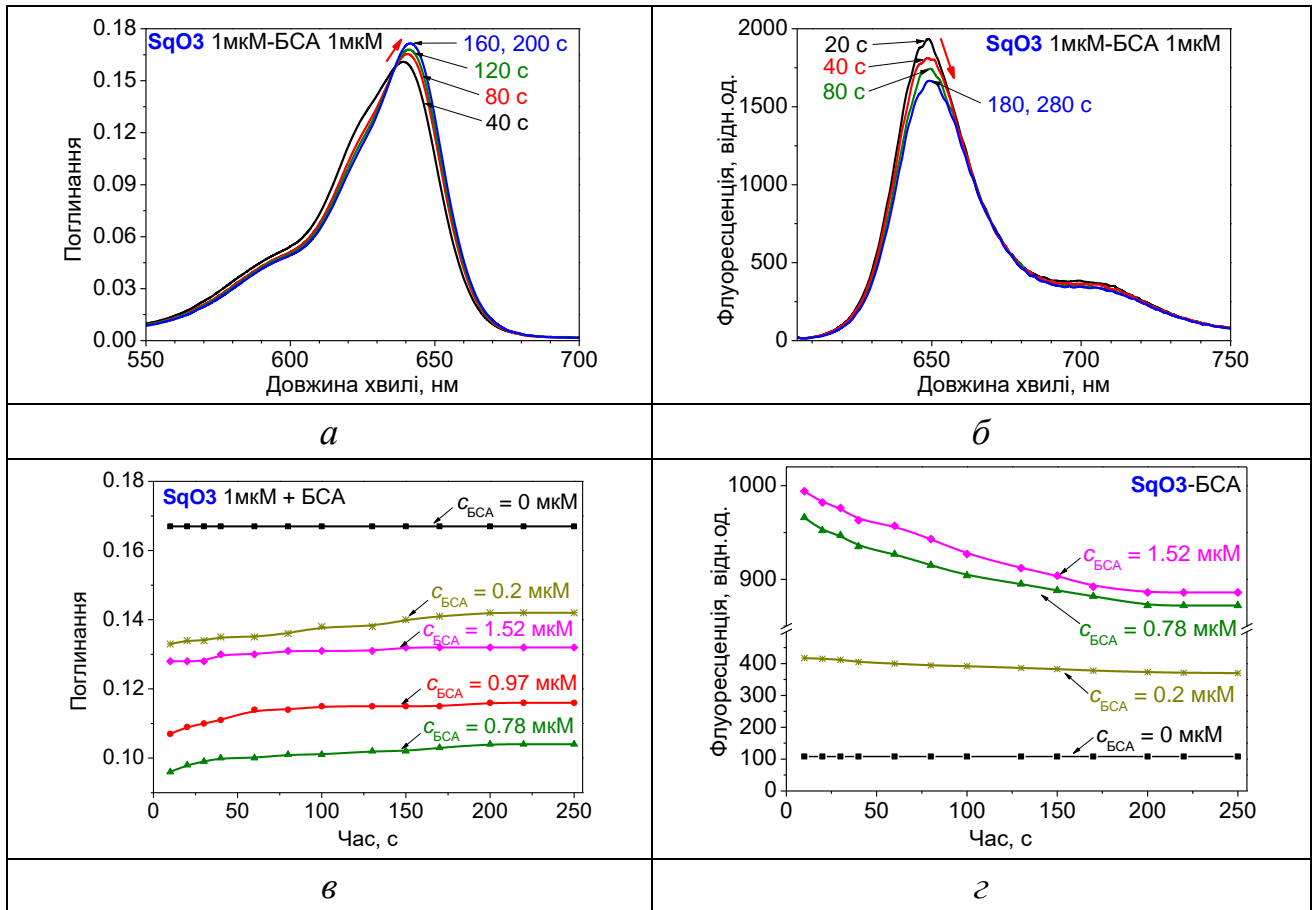 SqO3 1мкМ-БСА 1мкМ
160, 200 с
120 с
80 с
40 с
0.18
0.15
0.12
0.09
0.06
0.03
0.00
550 600 650 700
Поглинання
Довжина хвилі, нм
SqO3 1мкМ-БСА 1мкМ
20 с
40 с
80 с
180, 280 с
2000
1500
1000
500
0
650 700 750
Флуоресценція, відн.од.
Довжина хвилі, нм
а
б
SqO3 1мкМ + БСА
cБСА = 0 мкМ
cБСА = 0.2 мкМ
cБСА = 1.52 мкМ
cБСА = 0.97 мкМ
cБСА = 0.78 мкМ
0.18
0.16
0.14
0.12
0.10
0 50 100 150 200 250
Поглинання
Час, с
SqO3-БСА
cБСА = 1.52 мкМ
cБСА = 0.78 мкМ
cБСА = 0.2 мкМ
cБСА = 0 мкМ
1000
900
400
300
200
100
0
0 50 100 150 200 250
Флуоресценція, відн.од.
Час, с
в
г